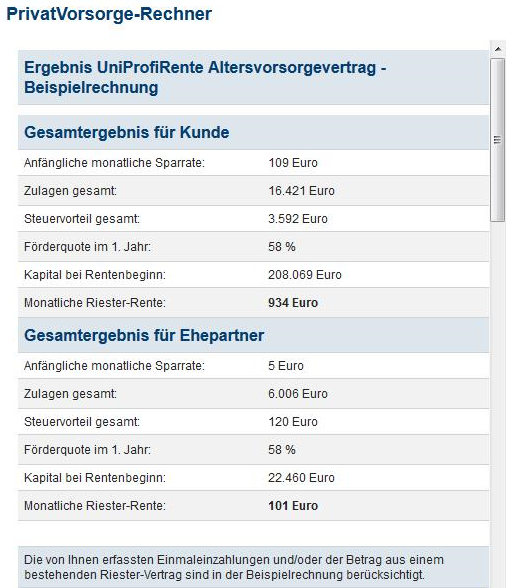 PrivatVorsorge-Rechner
Ergebnis UniProfiRente Altersvorsorgevertrag -
Beispielrechnung
Gesamtergebnis für Kunde
Anfängliche monatliche Sparrate: 109 Euro
Zulagen gesamt: 16.421 Euro
Steuervorteil gesamt: 3.592 Euro
Förderquote im 1. Jahr: 58 %
Kapital bei Rentenbeginn: 208.069 Euro
Monatliche Riester-Rente: 934 Euro
Gesamtergebnis für Ehepartner
Anfängliche monatliche Sparrate: 5 Euro
Zulagen gesamt: 6.006 Euro
Steuervorteil gesamt: 120 Euro
Förderquote im 1. Jahr: 58 %
Kapital bei Rentenbeginn: 22.460 Euro
Monatliche Riester-Rente: 101 Euro
Die von Ihnen erfassten Einmaleinzahlungen und/oder der Betrag aus einem
bestehenden Riester-Vertrag sind in der Beispielrechnung berücksichtigt.